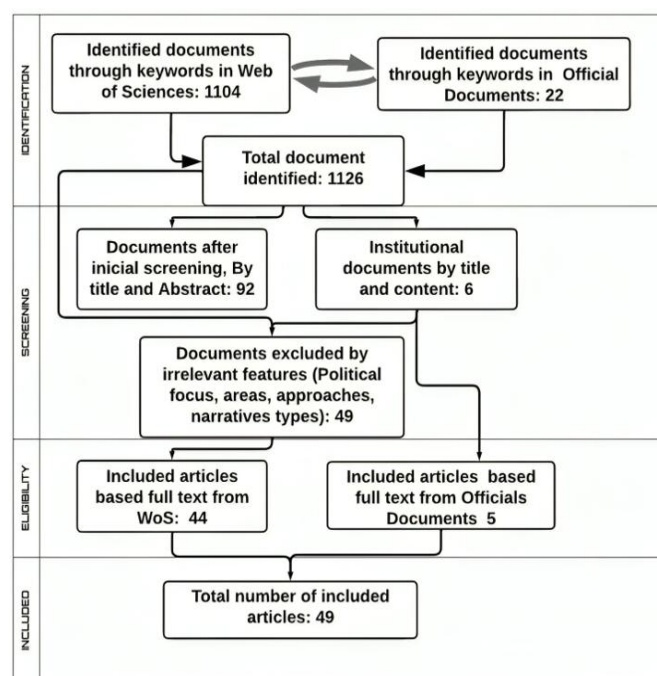 IDENTIFICATION
Identified documents
through keywords in Web
of Sciences: 1104
Identified documents
through keywords in Official
Documents: 22
Total document
identified: 1126
SCREENING
Documents after
inicial screening, By
title and Abstract: 92
Institutional
documents by title
and content: 6
Documents excluded by
irrelevant features (Political
focus, areas, approaches,
narratives types): 49
ELIGIBILITY
Included articles
based full text from
WoS: 44
Included articles based
full text from Officials
Documents 5
INCLUDED
Total number of included
articles: 49